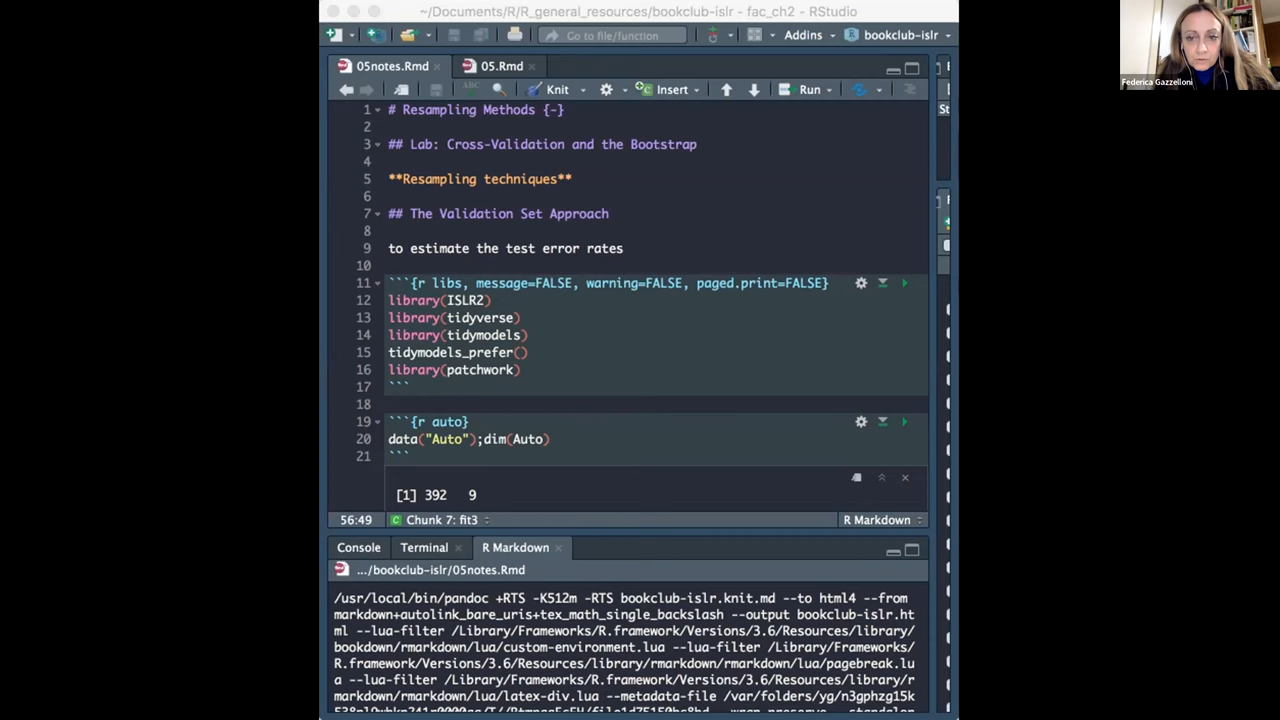 ~/Documents/R/R_general_resources/bookclub-islr - fac_ch2 - RStudio
Go to file/function
Addins
bookclub-islr
05notes.Rmd
05.Rmd
Knit
Insert
Run
1 # Resampling Methods {-}
2
3 ## Lab: Cross-Validation and the Bootstrap
4
5 **Resampling techniques**
6
7 ## The Validation Set Approach
8
9 to estimate the test error rates
10
11 ```{r libs, message=FALSE, warning=FALSE, paged.print=FALSE}
12 library(ISLR2)
13 library(tidyverse)
14 library(tidymodels)
15 tidymodels_prefer()
16 library(patchwork)
17 ```
18
19 ```{r auto}
20 data("Auto");dim(Auto)
21 ```
[1] 392 9
56:49 Chunk 7: fit3 R Markdown
Console Terminal R Markdown
.../bookclub-islr/05notes.Rmd
/usr/local/bin/pandoc +RTS -K512m -RTS bookclub-islr.knit.md --to html4 --from
markdown+autolink_bare_uris+tex_math_single_backslash --output bookclub-islr.ht
ml --lua-filter /Library/Frameworks/R.framework/Versions/3.6/Resources/library/
bookdown/rmarkdown/lua/custom-environment.lua --lua-filter /Library/Frameworks/
R.framework/Versions/3.6/Resources/library/rmarkdown/rmarkdown/lua/pagebreak.lu
a --lua-filter /Library/Frameworks/R.framework/Versions/3.6/Resources/library/r
markdown/rmarkdown/lua/latex-div.lua --metadata-file /var/folders/yg/n3gphzg15k
Federica Gazzelloni